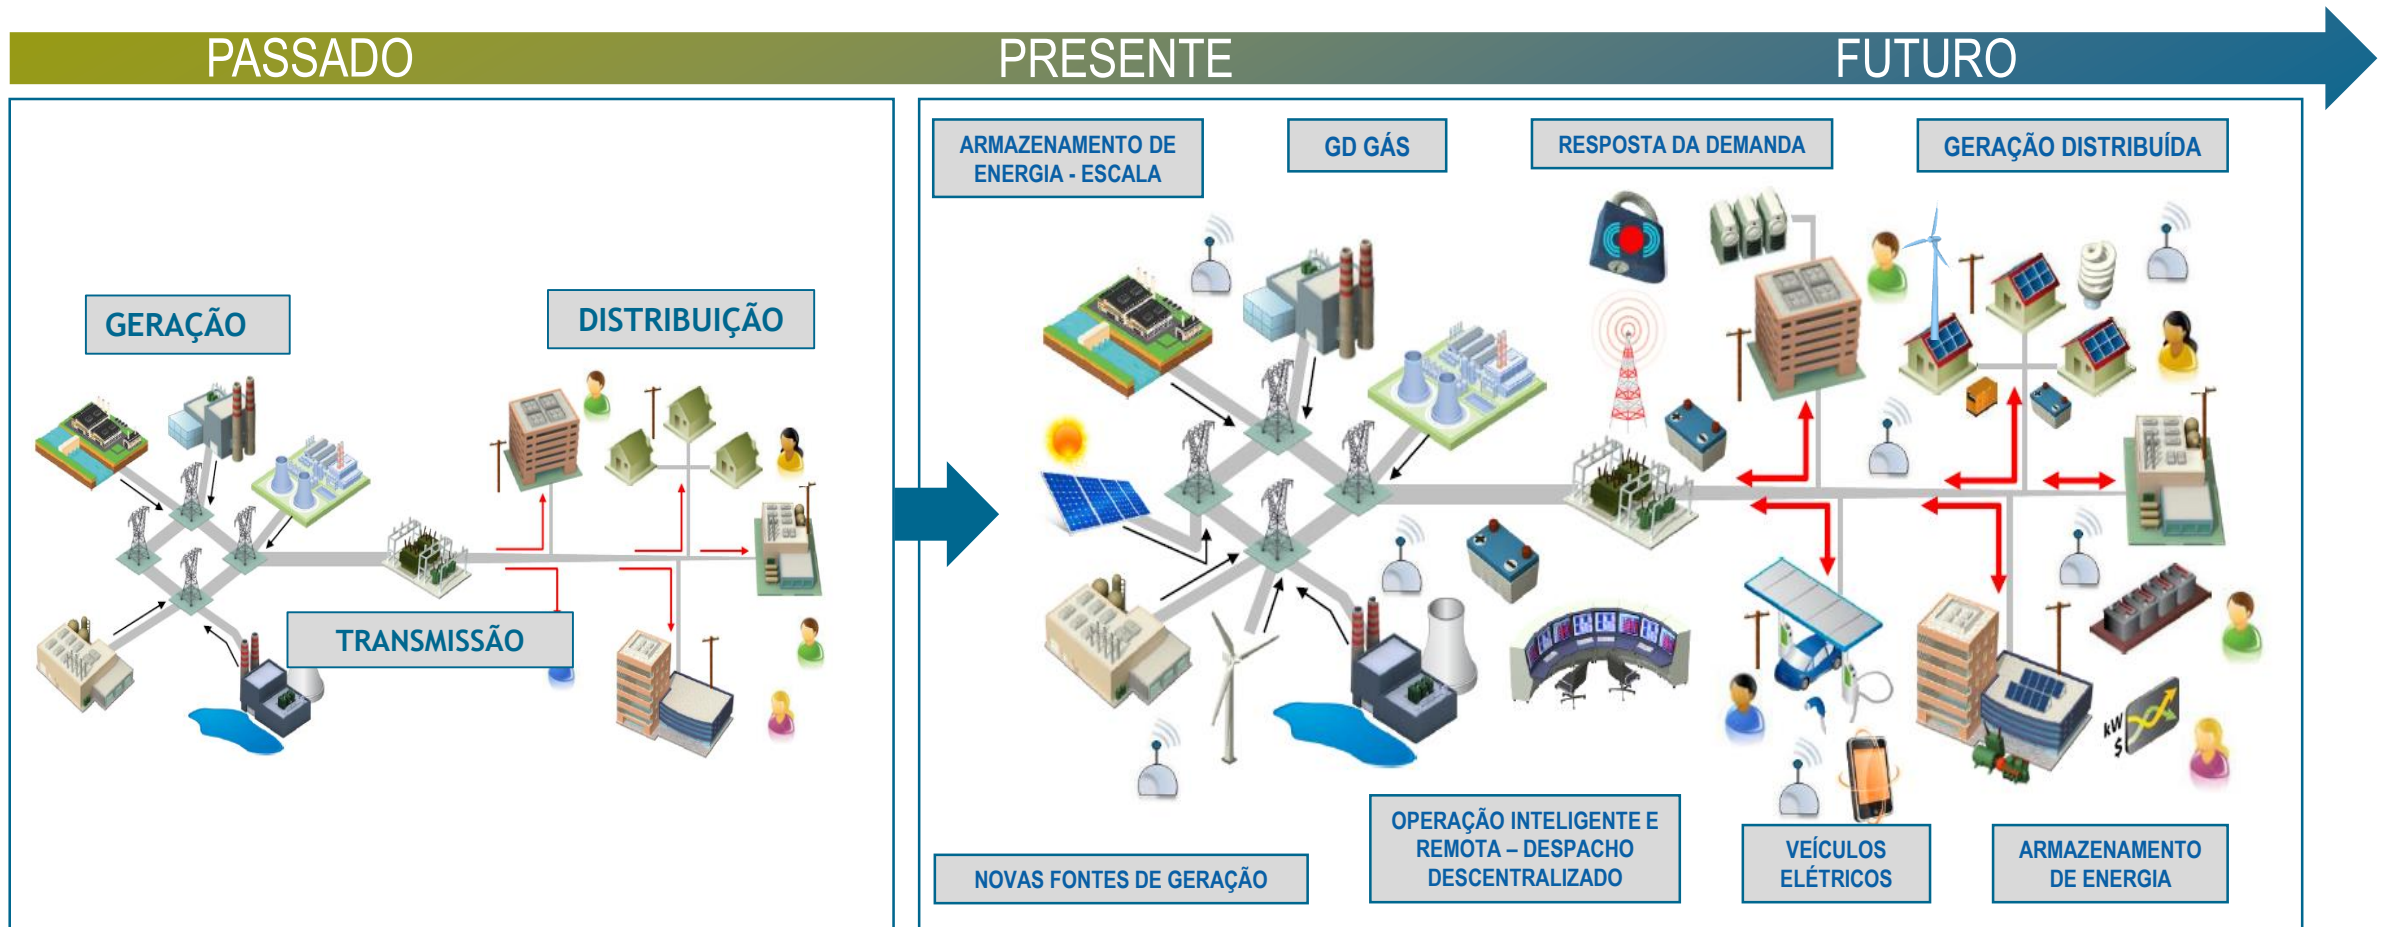 PASSADO
PRESENTE
FUTURO
GERAÇÃO
DISTRIBUIÇÃO
TRANSMISSÃO
ARMAZENAMENTO DE
ENERGIA - ESCALA
GD GÁS
RESPOSTA DA DEMANDA
GERAÇÃO DISTRIBUÍDA
kW
$
NOVAS FONTES DE GERAÇÃO
OPERAÇÃO INTELIGENTE E
REMOTA – DESPACHO
DESCENTRALIZADO
VEÍCULOS
ELÉTRICOS
ARMAZENAMENTO
DE ENERGIA